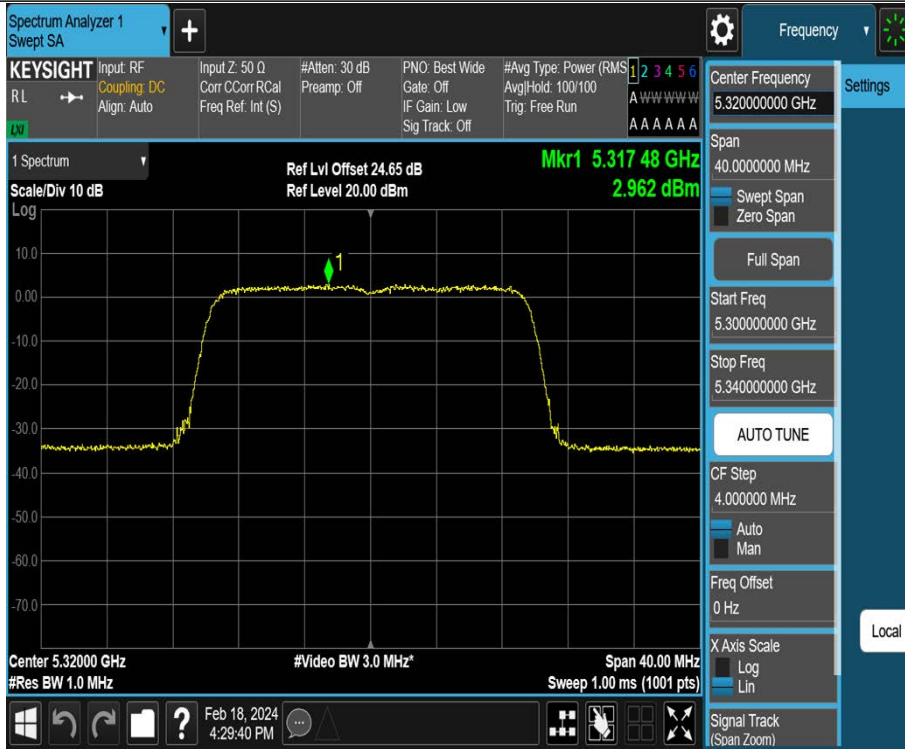 Spectrum Analyzer 1
Swept SA
+
Frequency
KEYSIGHT
R L
LXI
Input: RF
Coupling: DC
Align: Auto
Input Z: 50 Ω
Corr CCorr RCal
Freq Ref: Int (S)
#Atten: 30 dB
Preamp: Off
PNO: Best Wide
Gate: Off
IF Gain: Low
Sig Track: Off
#Avg Type: Power (RMS
Avg|Hold: 100/100
Trig: Free Run
1 2 3 4 5 6
A W W W W W
A A A A A A
Center Frequency
5.320000000 GHz
Settings
1 Spectrum
Scale/Div 10 dB
Log
Ref Lvl Offset 24.65 dB
Ref Level 20.00 dBm
Mkr1 5.317 48 GHz
2.962 dBm
Span
40.0000000 MHz
Swept Span
Zero Span
Full Span
Start Freq
5.300000000 GHz
Stop Freq
5.340000000 GHz
AUTO TUNE
CF Step
4.000000 MHz
Auto
Man
Freq Offset
0 Hz
X Axis Scale
Log
Lin
Signal Track
(Span Zoom)
Local
1
10.0
0.00
-10.0
-20.0
-30.0
-40.0
-50.0
-60.0
-70.0
Center 5.32000 GHz
#Res BW 1.0 MHz
#Video BW 3.0 MHz*
Span 40.00 MHz
Sweep 1.00 ms (1001 pts)
?
Feb 18, 2024
4:29:40 PM